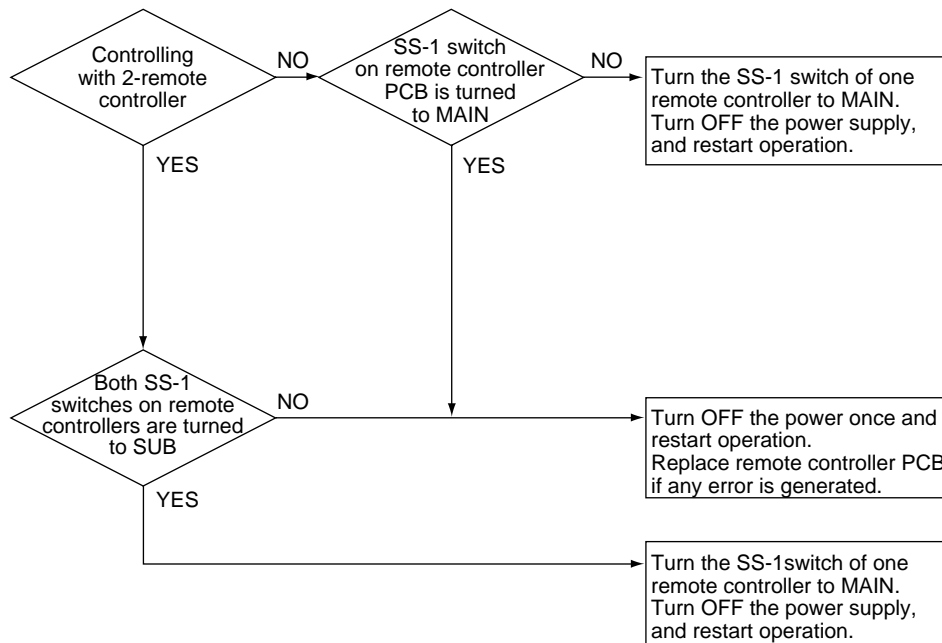 Controlling
with 2-remote
controller
NO
SS-1 switch
on remote controller
PCB is turned
to MAIN
NO
Turn the SS-1 switch of one
remote controller to MAIN.
Turn OFF the power supply,
and restart operation.
YES
YES
Both SS-1
switches on remote
controllers are turned
to SUB
NO
Turn OFF the power once and
restart operation.
Replace remote controller PCB
if any error is generated.
YES
Turn the SS-1switch of one
remote controller to MAIN.
Turn OFF the power supply,
and restart operation.